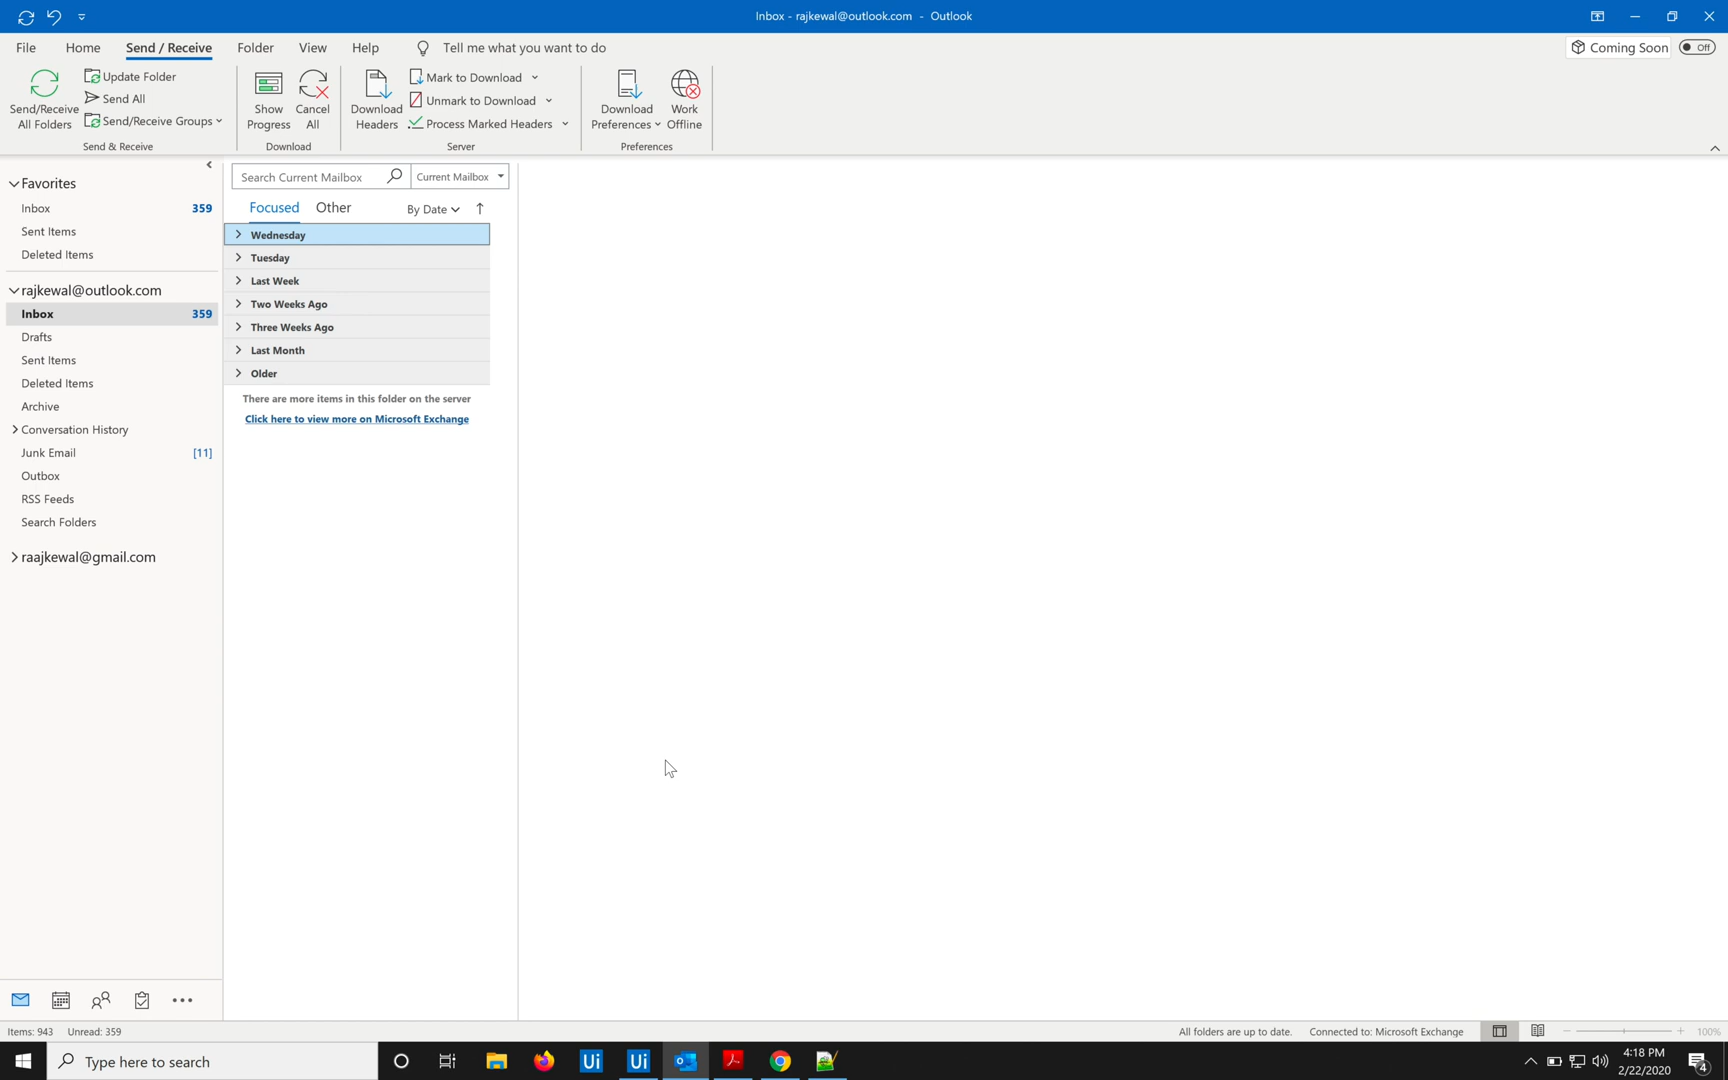 Inbox - rajkewal@outlook.com - Outlook
File Home Send / Receive Folder View Help Tell me what you want to do Coming Soon Off
Send/Receive All Folders
Update Folder
Send All
Send/Receive Groups
Send & Receive
Show Progress
Cancel All
Download
Download Headers
Mark to Download
Unmark to Download
Process Marked Headers
Server
Download Preferences
Work Offline
Preferences
Favorites
Inbox 359
Sent Items
Deleted Items
rajkewal@outlook.com
Inbox 359
Drafts
Sent Items
Deleted Items
Archive
Conversation History
Junk Email [11]
Outbox
RSS Feeds
Search Folders
raajkewal@gmail.com
Search Current Mailbox Current Mailbox
Focused Other By Date
Wednesday
Tuesday
Last Week
Two Weeks Ago
Three Weeks Ago
Last Month
Older
There are more items in this folder on the server
Click here to view more on Microsoft Exchange
Items: 943 Unread: 359 All folders are up to date. Connected to: Microsoft Exchange 100%
Type here to search
Ui Ui
4:18 PM
2/22/2020
4